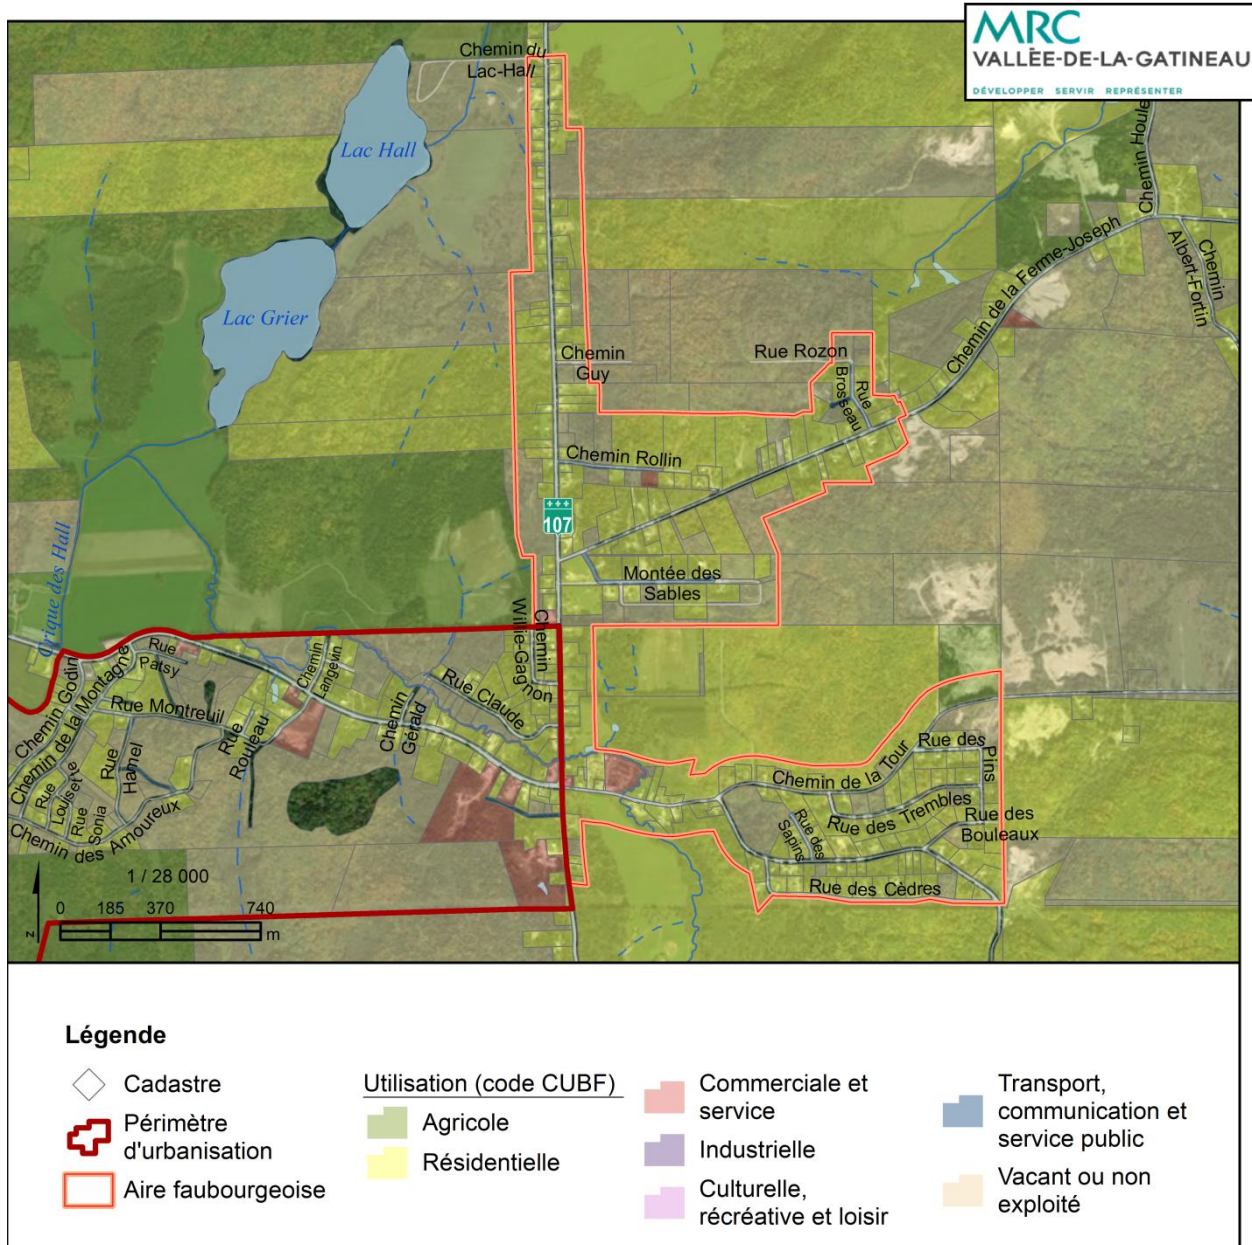 MRC
VALLÉE-DE-LA-GATINEAU
DÉVELOPPER SERVIR REPRÉSENTER
Chemin du
Lac-Hall
Lac Hall
Lac Grier
Chemin Houle
Chemin de la Ferme-Joseph
Chemin
Albert-Fortin
Chemin
Guy
Rue Rozon
Rue
Brosseau
Chemin Rollin
107
Montée des
Sables
Crique des Hall
Chemin
Willie-Gagnon
Rue
Patsy
Chemin Godin
Chemin de la Montagne
Rue Montreuil
Chemin
Langevin
Rue Claude
Chemin
Gérald
Rue
Rouleau
Rue
Hamel
Rue
Louisette
Rue
Sonia
Chemin des Amoureux
Chemin de la Tour
Rue des
Pins
Rue des Trembles
Rue des
Sapins
Rue des
Bouleaux
Rue des Cèdres
1 / 28 000
0 185 370 740
m
N
Légende
Cadastre
Périmètre
d'urbanisation
Aire faubourgeoise
Utilisation (code CUBF)
Agricole
Résidentielle
Commerciale et
service
Industrielle
Culturelle,
récréative et loisir
Transport,
communication et
service public
Vacant ou non
exploité